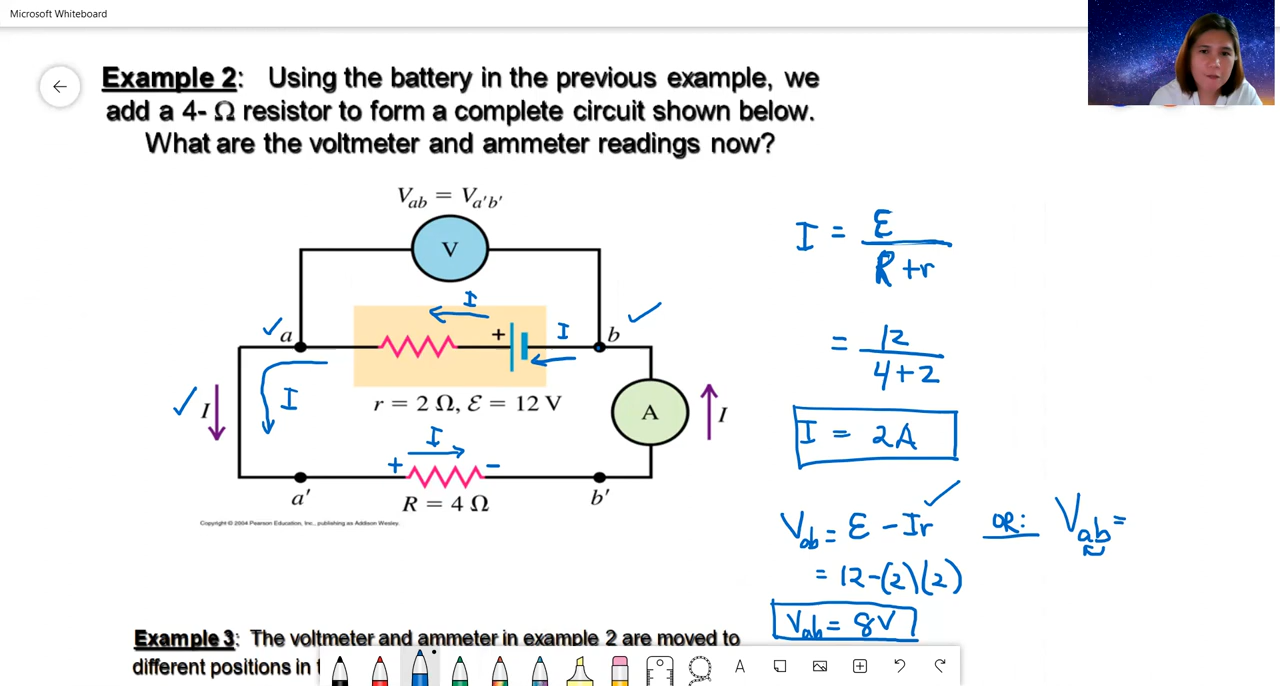 Microsoft Whiteboard
Example 2: Using the battery in the previous example, we
add a 4- Ω resistor to form a complete circuit shown below.
What are the voltmeter and ammeter readings now?
Vab = Va'b'
V
I
+
I
a
b
I
I
r = 2 Ω, ℰ = 12 V
A
I
I
+
-
a'
R = 4 Ω
b'
Copyright © 2004 Pearson Education, Inc., publishing as Addison Wesley.
I = ℰ / R + r
= 12 / 4 + 2
I = 2A
Vab = ℰ - Ir OR: Vab =
= 12 - (2)(2)
Vab = 8V
Example 3: The voltmeter and ammeter in example 2 are moved to
different positions in
A